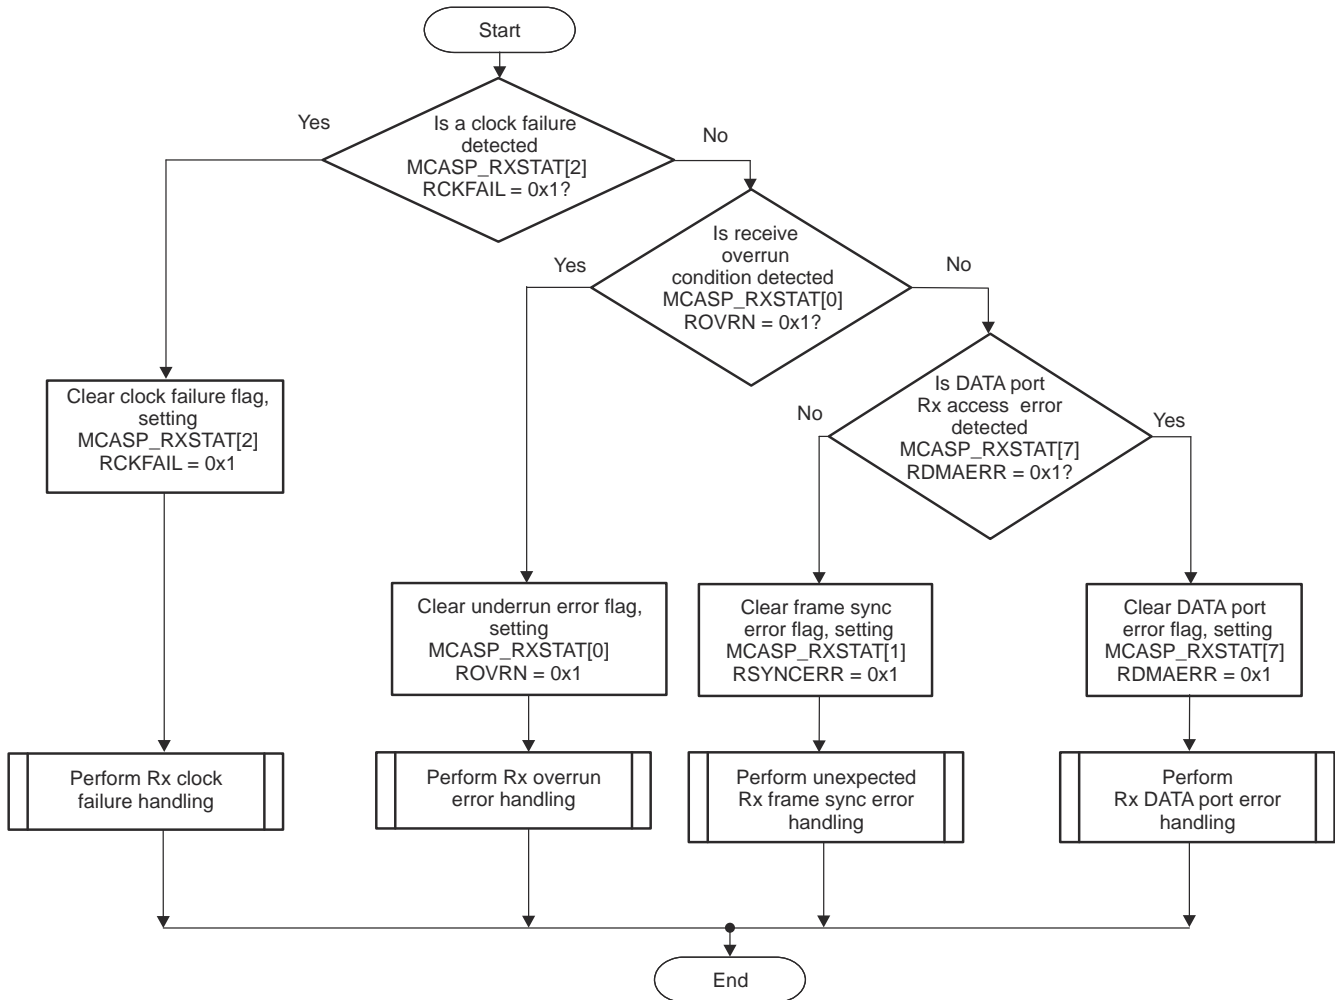 Start
Is a clock failure
detected
MCASP_RXSTAT[2]
RCKFAIL = 0x1?
Yes
No
Is receive
overrun
condition detected
MCASP_RXSTAT[0]
ROVRN = 0x1?
Yes
No
Is DATA port
Rx access error
detected
MCASP_RXSTAT[7]
RDMAERR = 0x1?
No
Yes
Clear clock failure flag,
setting
MCASP_RXSTAT[2]
RCKFAIL = 0x1
Clear underrun error flag,
setting
MCASP_RXSTAT[0]
ROVRN = 0x1
Clear frame sync
error flag, setting
MCASP_RXSTAT[1]
RSYNCERR = 0x1
Clear DATA port
error flag, setting
MCASP_RXSTAT[7]
RDMAERR = 0x1
Perform Rx clock
failure handling
Perform Rx overrun
error handling
Perform unexpected
Rx frame sync error
handling
Perform
Rx DATA port error
handling
End